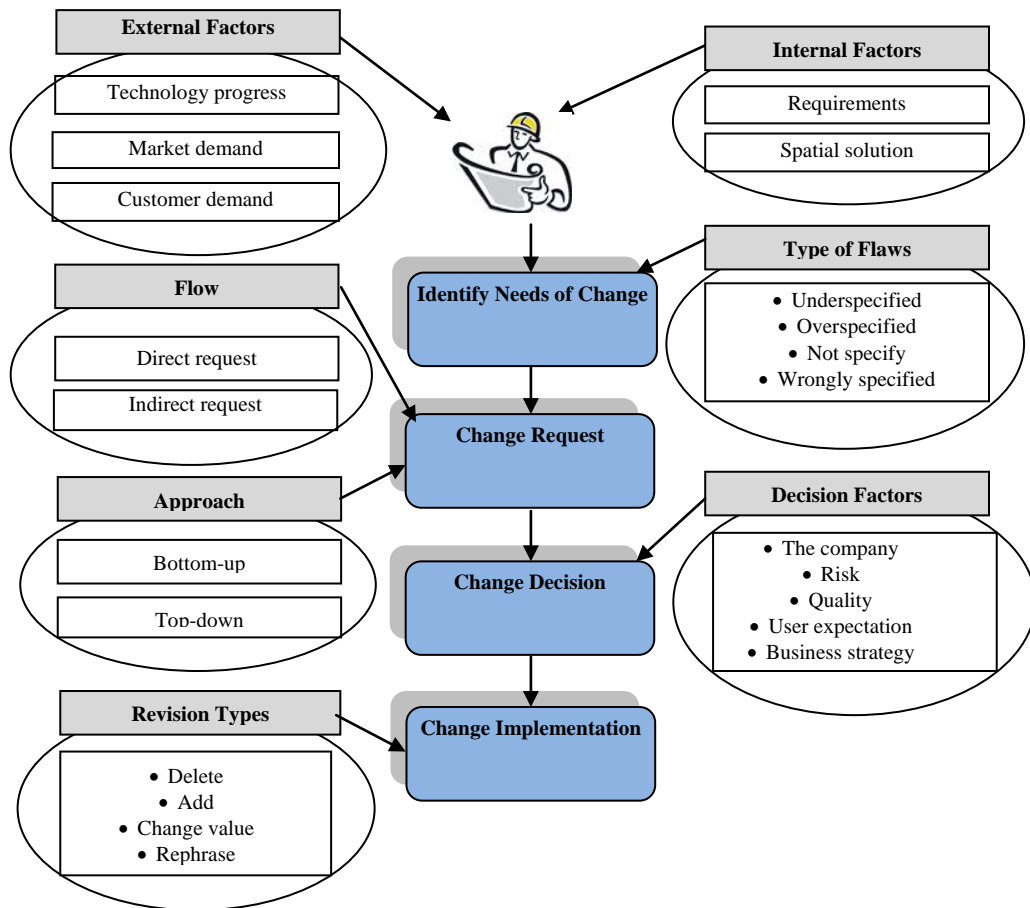 External Factors
Technology progress
Market demand
Customer demand
Internal Factors
Requirements
Spatial solution
Identify Needs of Change
Type of Flaws
• Underspecified
• Overspecified
• Not specify
• Wrongly specified
Flow
Direct request
Indirect request
Change Request
Approach
Bottom-up
Top-down
Change Decision
Decision Factors
• The company
• Risk
• Quality
• User expectation
• Business strategy
Revision Types
• Delete
• Add
• Change value
• Rephrase
Change Implementation